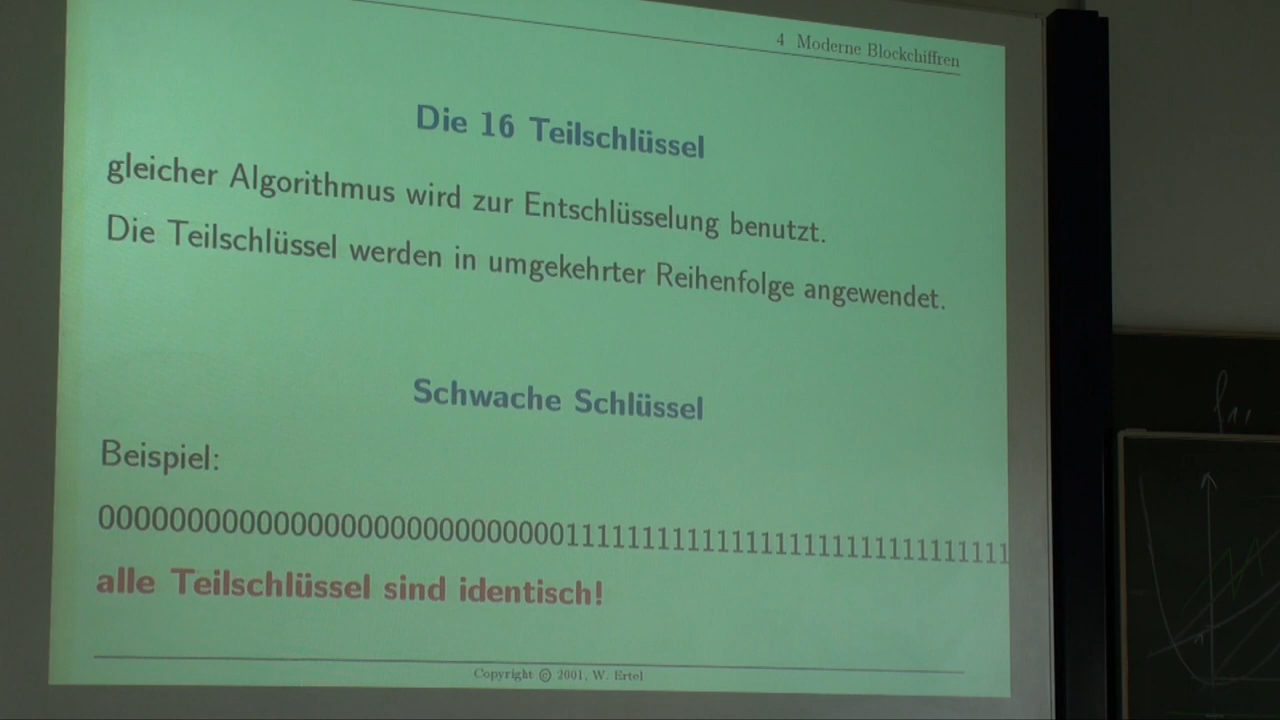 4 Moderne Blockchiffren
Die 16 Teilschlüssel
gleicher Algorithmus wird zur Entschlüsselung benutzt.
Die Teilschlüssel werden in umgekehrter Reihenfolge angewendet.
Schwache Schlüssel
Beispiel:
0000000000000000000000000000111111111111111111111111111111
alle Teilschlüssel sind identisch!
Copyright © 2001, W. Ertel